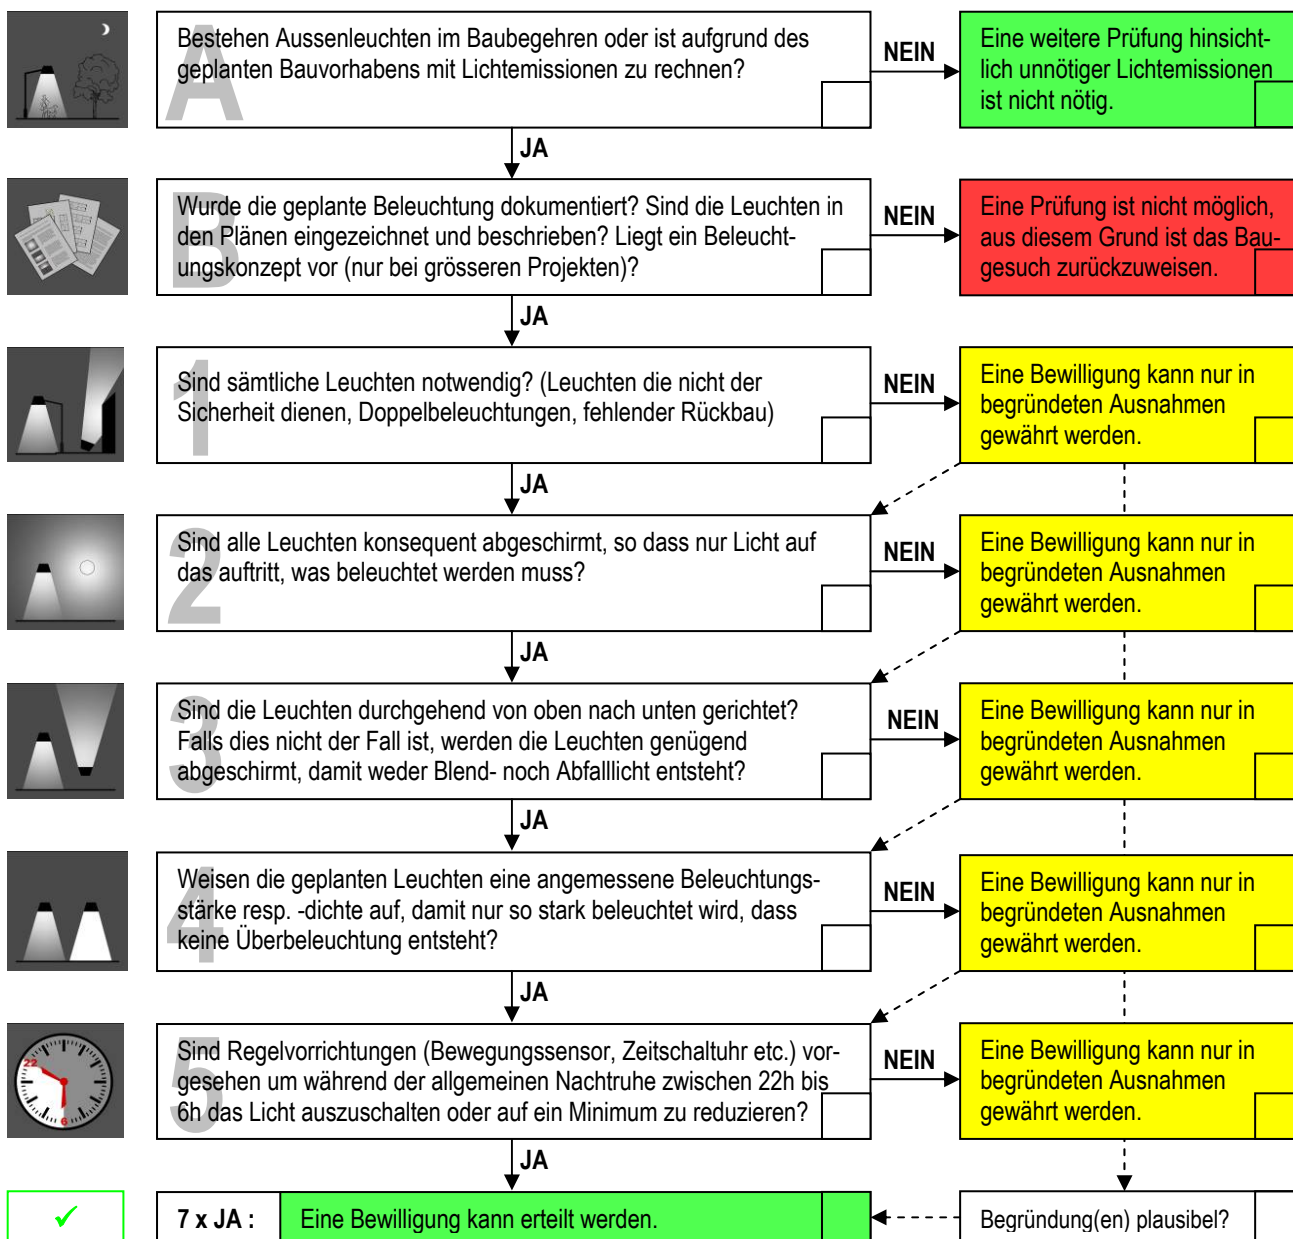 A
Bestehen Aussenleuchten im Baubegehren oder ist aufgrund des
geplanten Bauvorhabens mit Lichtemissionen zu rechnen?
NEIN
Eine weitere Prüfung hinsicht-
lich unnötiger Lichtemissionen
ist nicht nötig.
JA
B
Wurde die geplante Beleuchtung dokumentiert? Sind die Leuchten in
den Plänen eingezeichnet und beschrieben? Liegt ein Beleucht-
ungskonzept vor (nur bei grösseren Projekten)?
NEIN
Eine Prüfung ist nicht möglich,
aus diesem Grund ist das Bau-
gesuch zurückzuweisen.
JA
1
Sind sämtliche Leuchten notwendig? (Leuchten die nicht der
Sicherheit dienen, Doppelbeleuchtungen, fehlender Rückbau)
NEIN
Eine Bewilligung kann nur in
begründeten Ausnahmen
gewährt werden.
JA
2
Sind alle Leuchten konsequent abgeschirmt, so dass nur Licht auf
das auftritt, was beleuchtet werden muss?
NEIN
Eine Bewilligung kann nur in
begründeten Ausnahmen
gewährt werden.
JA
3
Sind die Leuchten durchgehend von oben nach unten gerichtet?
Falls dies nicht der Fall ist, werden die Leuchten genügend
abgeschirmt, damit weder Blend- noch Abfalllicht entsteht?
NEIN
Eine Bewilligung kann nur in
begründeten Ausnahmen
gewährt werden.
JA
4
Weisen die geplanten Leuchten eine angemessene Beleuchtungs-
stärke resp. -dichte auf, damit nur so stark beleuchtet wird, dass
keine Überbeleuchtung entsteht?
NEIN
Eine Bewilligung kann nur in
begründeten Ausnahmen
gewährt werden.
JA
22
6
5
Sind Regelvorrichtungen (Bewegungssensor, Zeitschaltuhr etc.) vor-
gesehen um während der allgemeinen Nachtruhe zwischen 22h bis
6h das Licht auszuschalten oder auf ein Minimum zu reduzieren?
NEIN
Eine Bewilligung kann nur in
begründeten Ausnahmen
gewährt werden.
JA
7 x JA :
Eine Bewilligung kann erteilt werden.
Begründung(en) plausibel?